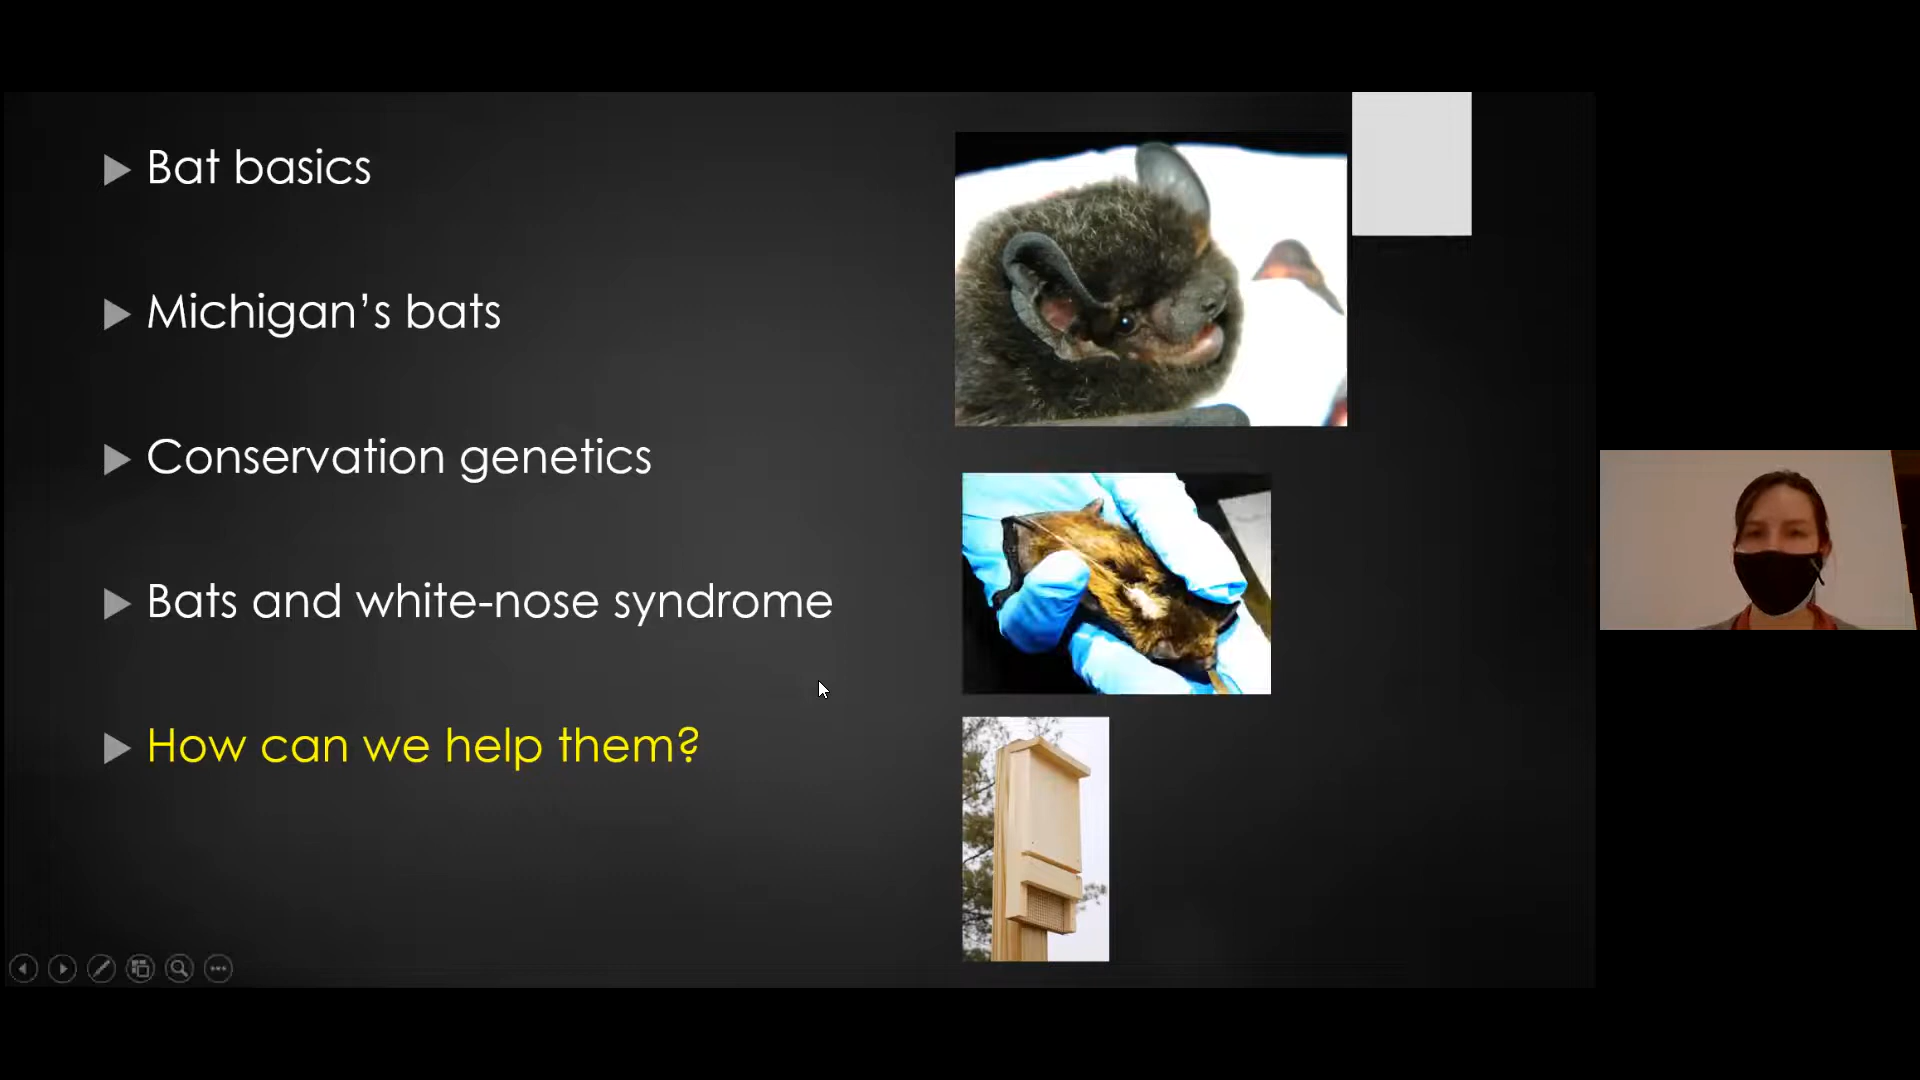 Bat basics
Michigan's bats
Conservation genetics
Bats and white-nose syndrome
How can we help them?